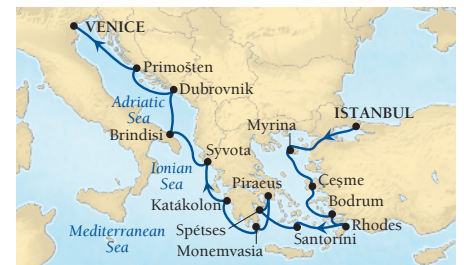 VENICE
Primošten
Dubrovnik
Adriatic
Sea
ISTANBUL
Myrina
Brindisi
Syvota
Ionian
Sea
Piraeus
Çeşme
Bodrum
Katákolon
Rhodes
Spétses
Santoríni
Mediterranean
Sea
Monemvasia